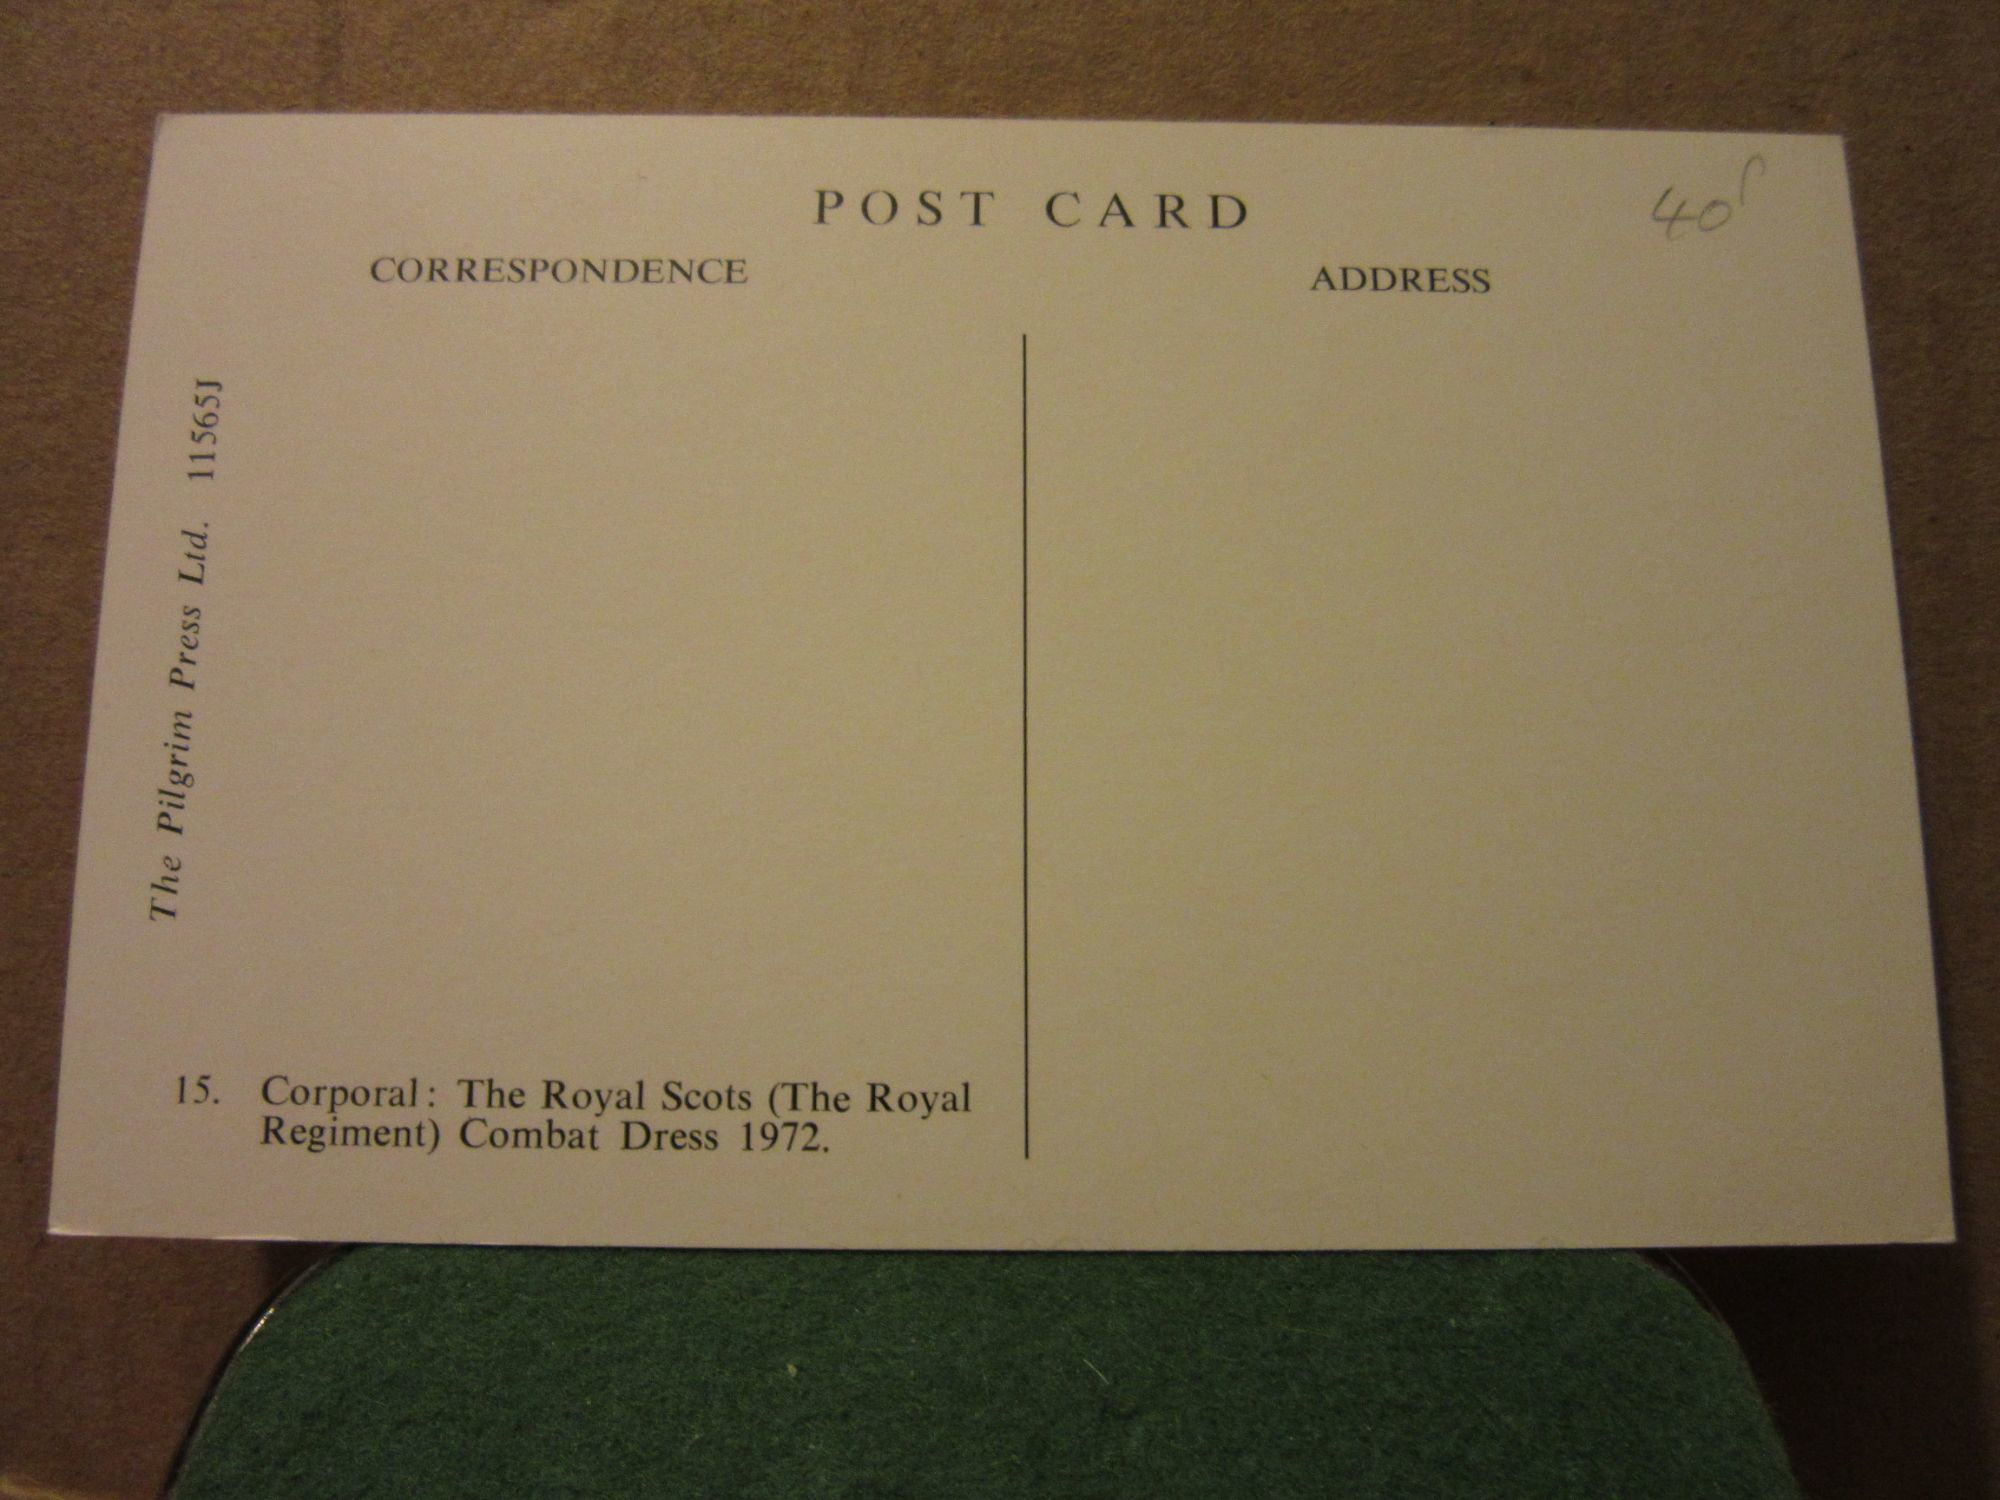 POST CARD
40p
CORRESPONDENCE
ADDRESS
The Pilgrim Press Ltd. 11565J
15. Corporal: The Royal Scots (The Royal
Regiment) Combat Dress 1972.